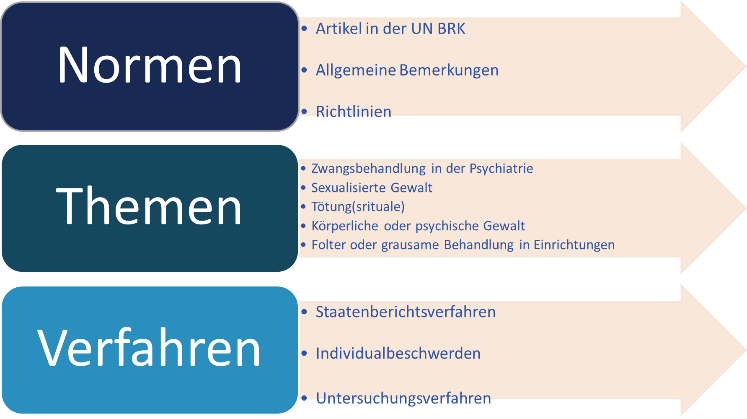 Normen
• Artikel in der UN BRK
• Allgemeine Bemerkungen
• Richtlinien
Themen
• Zwangsbehandlung in der Psychiatrie
• Sexualisierte Gewalt
• Tötung(srituale)
• Körperliche oder psychische Gewalt
• Folter oder grausame Behandlung in Einrichtungen
Verfahren
• Staatenberichtsverfahren
• Individualbeschwerden
• Untersuchungsverfahren